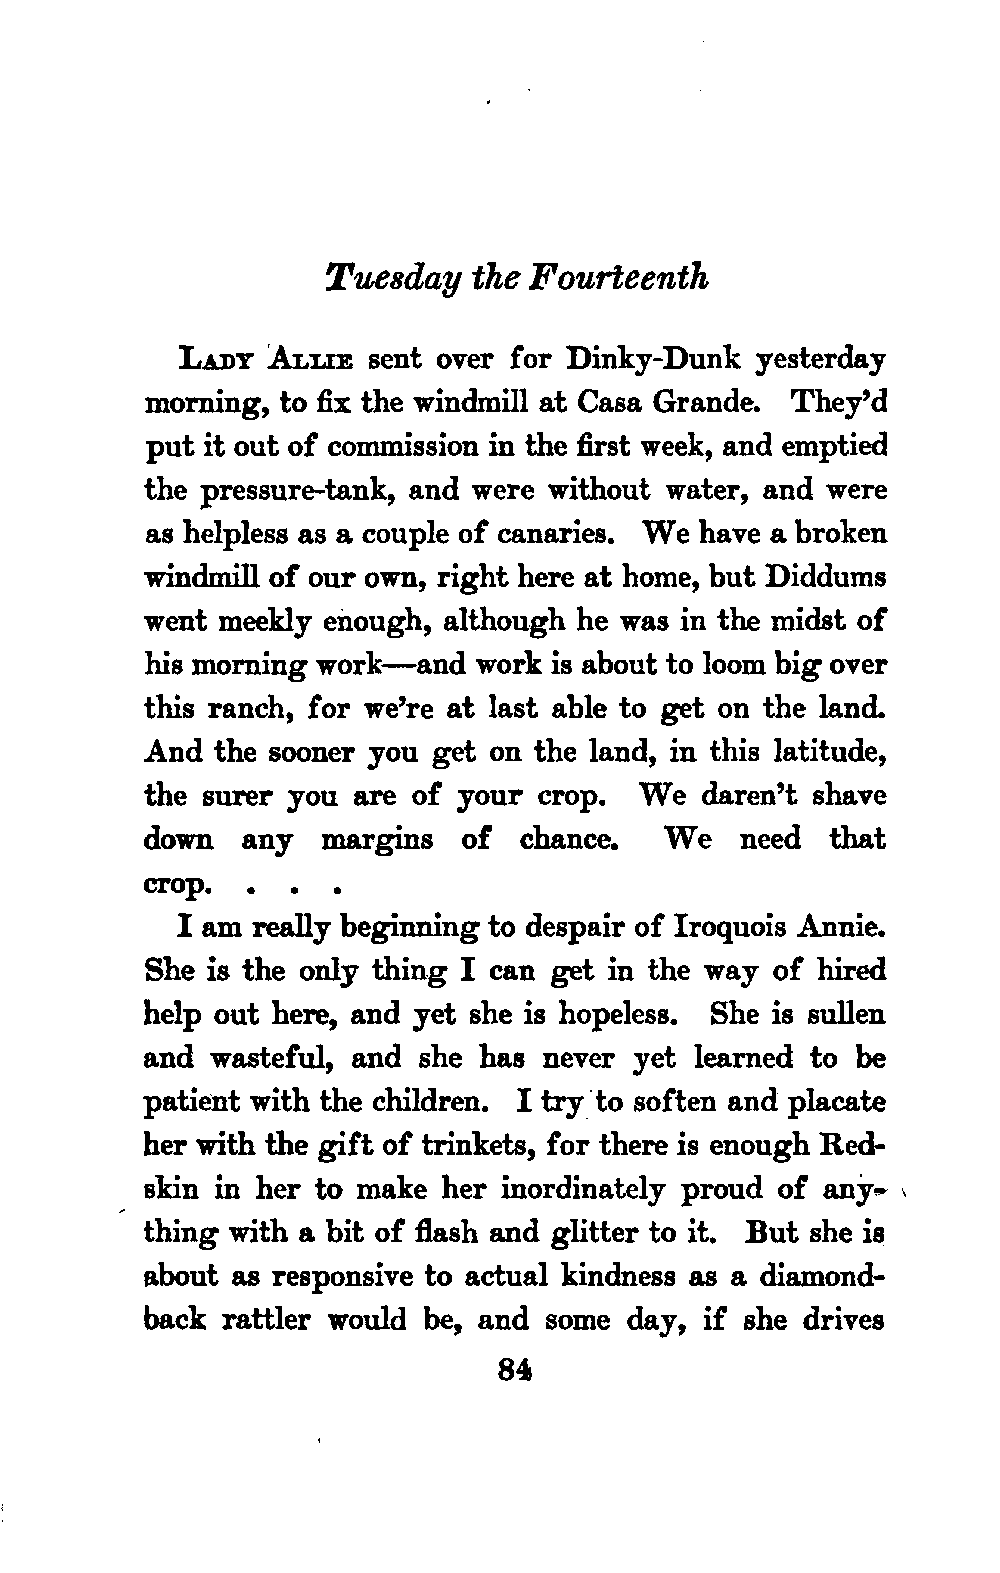 Tuesday the Fourteenth
LADY ALLIE sent over for Dinky-Dunk yesterday
morning, to fix the windmill at Casa Grande. They'd
put it out of commission in the first week, and emptied
the pressure-tank, and were without water, and were
as helpless as a couple of canaries. We have a broken
windmill of our own, right here at home, but Diddums
went meekly enough, although he was in the midst of
his morning work—and work is about to loom big over
this ranch, for we're at last able to get on the land.
And the sooner you get on the land, in this latitude,
the surer you are of your crop. We daren't shave
down any margins of chance. We need that
crop. . . .
I am really beginning to despair of Iroquois Annie.
She is the only thing I can get in the way of hired
help out here, and yet she is hopeless. She is sullen
and wasteful, and she has never yet learned to be
patient with the children. I try to soften and placate
her with the gift of trinkets, for there is enough Red-
skin in her to make her inordinately proud of any-
thing with a bit of flash and glitter to it. But she is
about as responsive to actual kindness as a diamond-
back rattler would be, and some day, if she drives
84